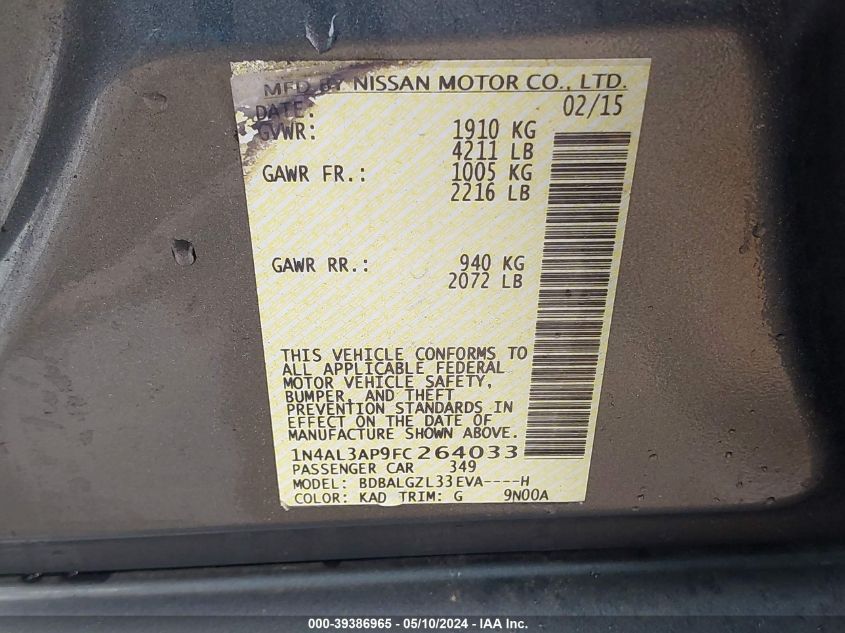 MFD BY NISSAN MOTOR CO., LTD.
DATE: 02/15
GVWR: 1910 KG
4211 LB
GAWR FR.: 1005 KG
2216 LB
GAWR RR.: 940 KG
2072 LB
THIS VEHICLE CONFORMS TO
ALL APPLICABLE FEDERAL
MOTOR VEHICLE SAFETY,
BUMPER, AND THEFT
PREVENTION STANDARDS IN
EFFECT ON THE DATE OF
MANUFACTURE SHOWN ABOVE.
1N4AL3AP9FC264033
PASSENGER CAR 349
MODEL: BDBALGZL33EVA----H
COLOR: KAD TRIM: G 9N00A
000-39386965 - 05/10/2024 - IAA Inc.